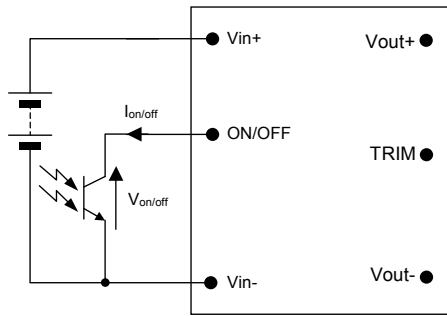 Vin+
Vout+
Ion/off
ON/OFF
TRIM
Von/off
Vin-
Vout-